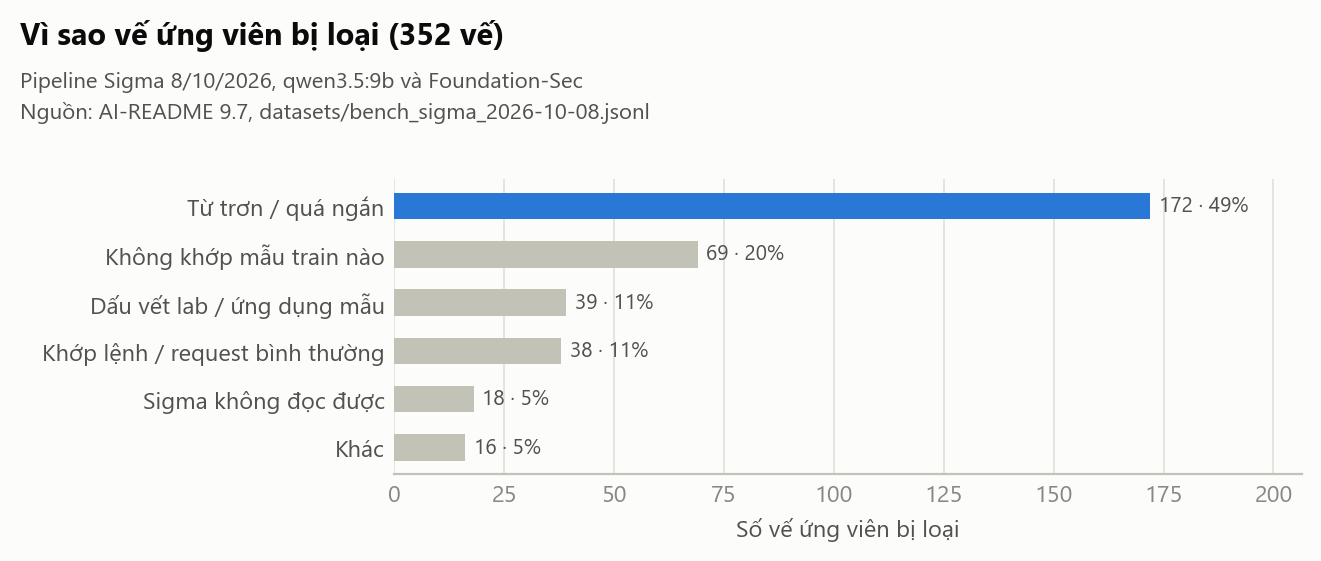 Vì sao vế ứng viên bị loại (352 vế)
Pipeline Sigma 8/10/2026, qwen3.5:9b và Foundation-Sec
Nguồn: AI-README 9.7, datasets/bench_sigma_2026-10-08.jsonl
Từ trơn / quá ngắn 172 · 49%
Không khớp mẫu train nào 69 · 20%
Dấu vết lab / ứng dụng mẫu 39 · 11%
Khớp lệnh / request bình thường 38 · 11%
Sigma không đọc được 18 · 5%
Khác 16 · 5%
0 25 50 75 100 125 150 175 200
Số vế ứng viên bị loại